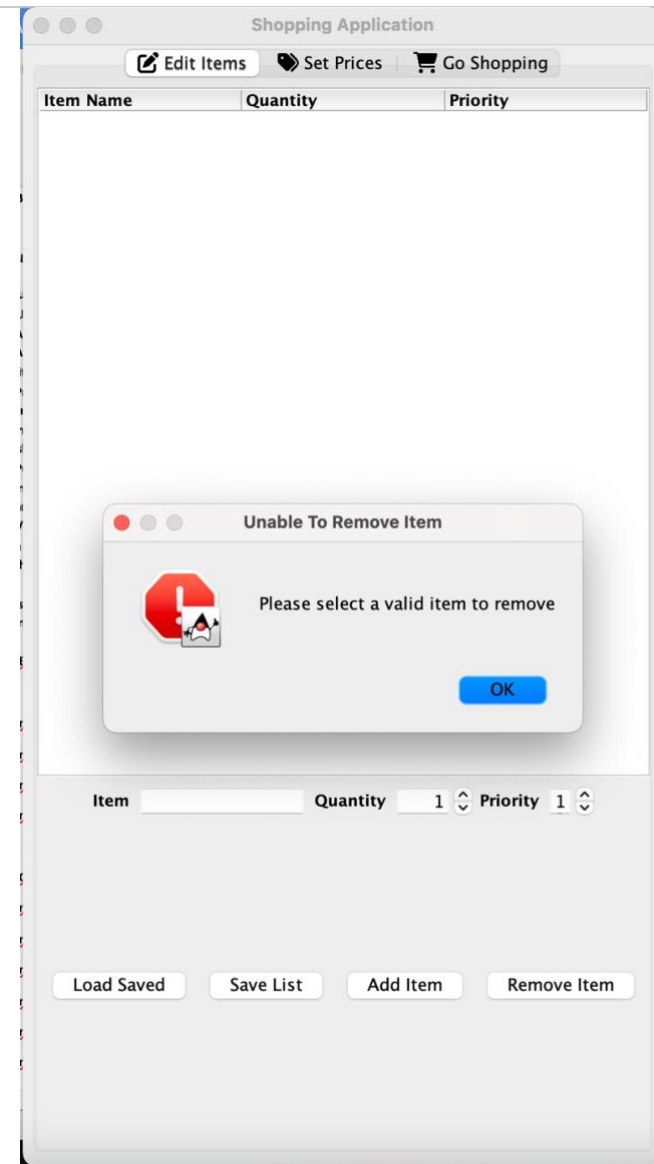 Shopping Application
Edit Items Set Prices Go Shopping
Item Name Quantity Priority
Unable To Remove Item
Please select a valid item to remove
OK
Item Quantity 1 Priority 1
Load Saved Save List Add Item Remove Item